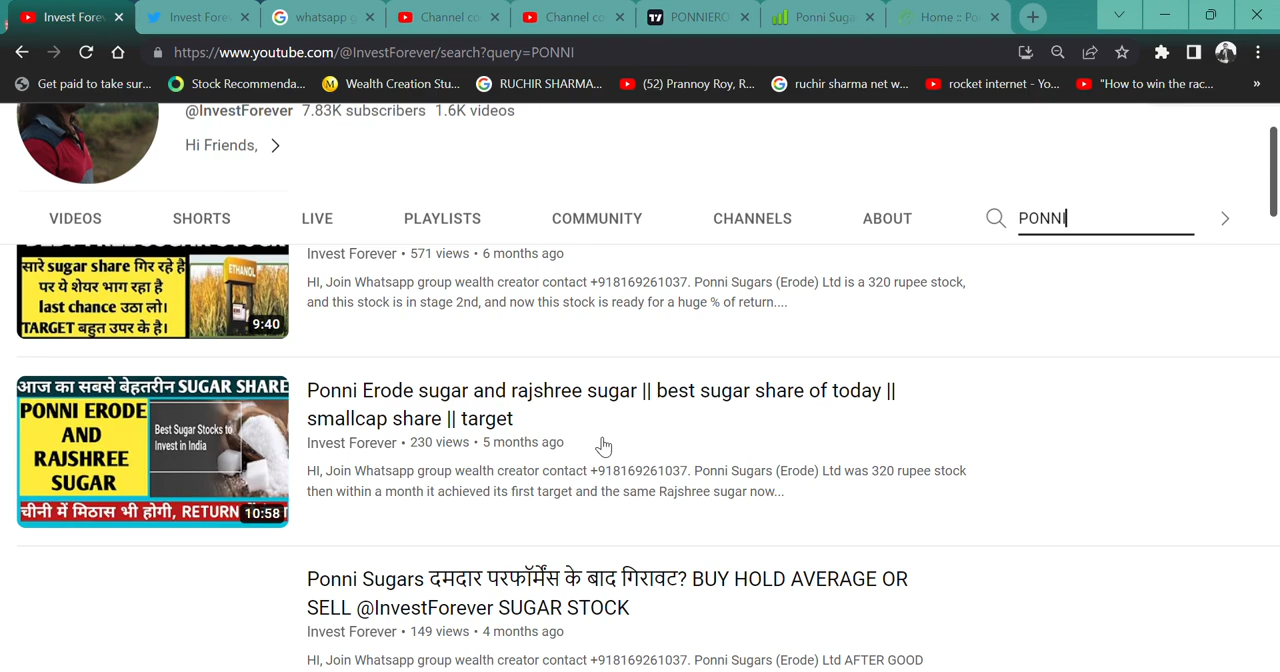 Invest Forev
Invest Forev
whatsapp g
Channel co
Channel co
PONNIERO
Ponni Suga
Home :: Po
https://www.youtube.com/@InvestForever/search?query=PONNI
Get paid to take sur...
Stock Recommenda...
Wealth Creation Stu...
RUCHIR SHARMA...
(52) Prannoy Roy, R...
ruchir sharma net w...
rocket internet - Yo...
"How to win the rac...
»
@InvestForever 7.83K subscribers 1.6K videos
Hi Friends,
VIDEOS
SHORTS
LIVE
PLAYLISTS
COMMUNITY
CHANNELS
ABOUT
PONNI
सारे sugar share गिर रहे है
पर ये शेयर भाग रहा है
last chance उठा लो।
TARGET बहुत उपर के है।
ETHANOL
9:40
Invest Forever • 571 views • 6 months ago
HI, Join Whatsapp group wealth creator contact +918169261037. Ponni Sugars (Erode) Ltd is a 320 rupee stock,
and this stock is in stage 2nd, and now this stock is ready for a huge % of return....
आज का सबसे बेहतरीन SUGAR SHARE
PONNI ERODE
AND
RAJSHREE
SUGAR
Best Sugar Stocks to
Invest in India
चीनी में मिठास भी होगी, RETURN
10:58
Ponni Erode sugar and rajshree sugar || best sugar share of today ||
smallcap share || target
Invest Forever • 230 views • 5 months ago
HI, Join Whatsapp group wealth creator contact +918169261037. Ponni Sugars (Erode) Ltd was 320 rupee stock
then within a month it achieved its first target and the same Rajshree sugar now...
Ponni Sugars दमदार परफॉर्मेंस के बाद गिरावट? BUY HOLD AVERAGE OR
SELL @InvestForever SUGAR STOCK
Invest Forever • 149 views • 4 months ago
HI, Join Whatsapp group wealth creator contact +918169261037. Ponni Sugars (Erode) Ltd AFTER GOOD